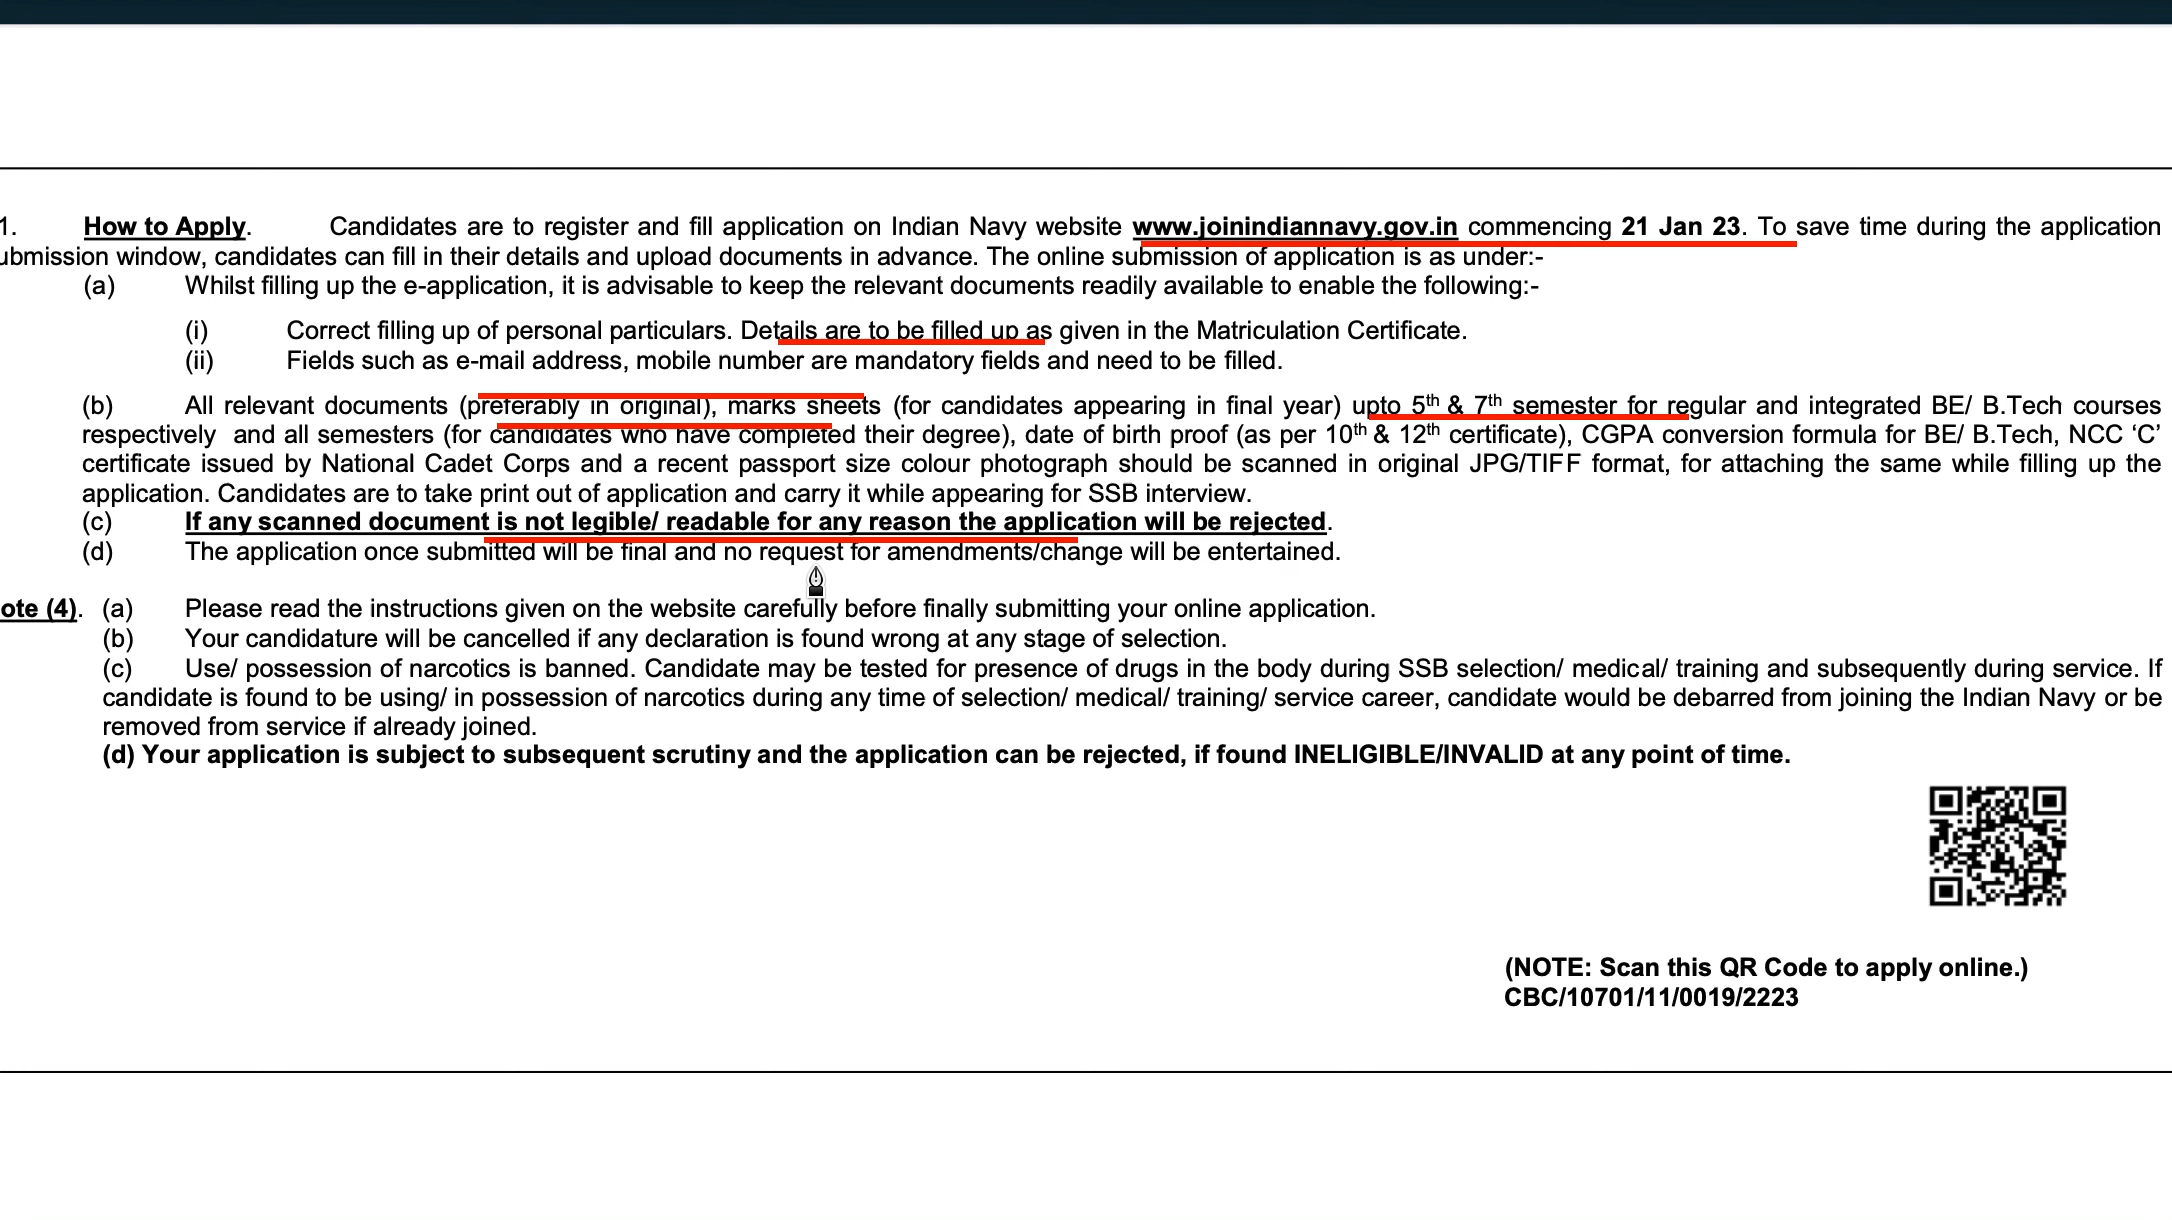 1. How to Apply. Candidates are to register and fill application on Indian Navy website www.joinindiannavy.gov.in commencing 21 Jan 23. To save time during the application
ubmission window, candidates can fill in their details and upload documents in advance. The online submission of application is as under:-
(a) Whilst filling up the e-application, it is advisable to keep the relevant documents readily available to enable the following:-
(i) Correct filling up of personal particulars. Details are to be filled up as given in the Matriculation Certificate.
(ii) Fields such as e-mail address, mobile number are mandatory fields and need to be filled.
(b) All relevant documents (preferably in original), marks sheets (for candidates appearing in final year) upto 5th & 7th semester for regular and integrated BE/ B.Tech courses
respectively and all semesters (for candidates who have completed their degree), date of birth proof (as per 10th & 12th certificate), CGPA conversion formula for BE/ B.Tech, NCC ‘C’
certificate issued by National Cadet Corps and a recent passport size colour photograph should be scanned in original JPG/TIFF format, for attaching the same while filling up the
application. Candidates are to take print out of application and carry it while appearing for SSB interview.
(c) If any scanned document is not legible/ readable for any reason the application will be rejected.
(d) The application once submitted will be final and no request for amendments/change will be entertained.
ote (4). (a) Please read the instructions given on the website carefully before finally submitting your online application.
(b) Your candidature will be cancelled if any declaration is found wrong at any stage of selection.
(c) Use/ possession of narcotics is banned. Candidate may be tested for presence of drugs in the body during SSB selection/ medical/ training and subsequently during service. If
candidate is found to be using/ in possession of narcotics during any time of selection/ medical/ training/ service career, candidate would be debarred from joining the Indian Navy or be
removed from service if already joined.
(d) Your application is subject to subsequent scrutiny and the application can be rejected, if found INELIGIBLE/INVALID at any point of time.
(NOTE: Scan this QR Code to apply online.)
CBC/10701/11/0019/2223